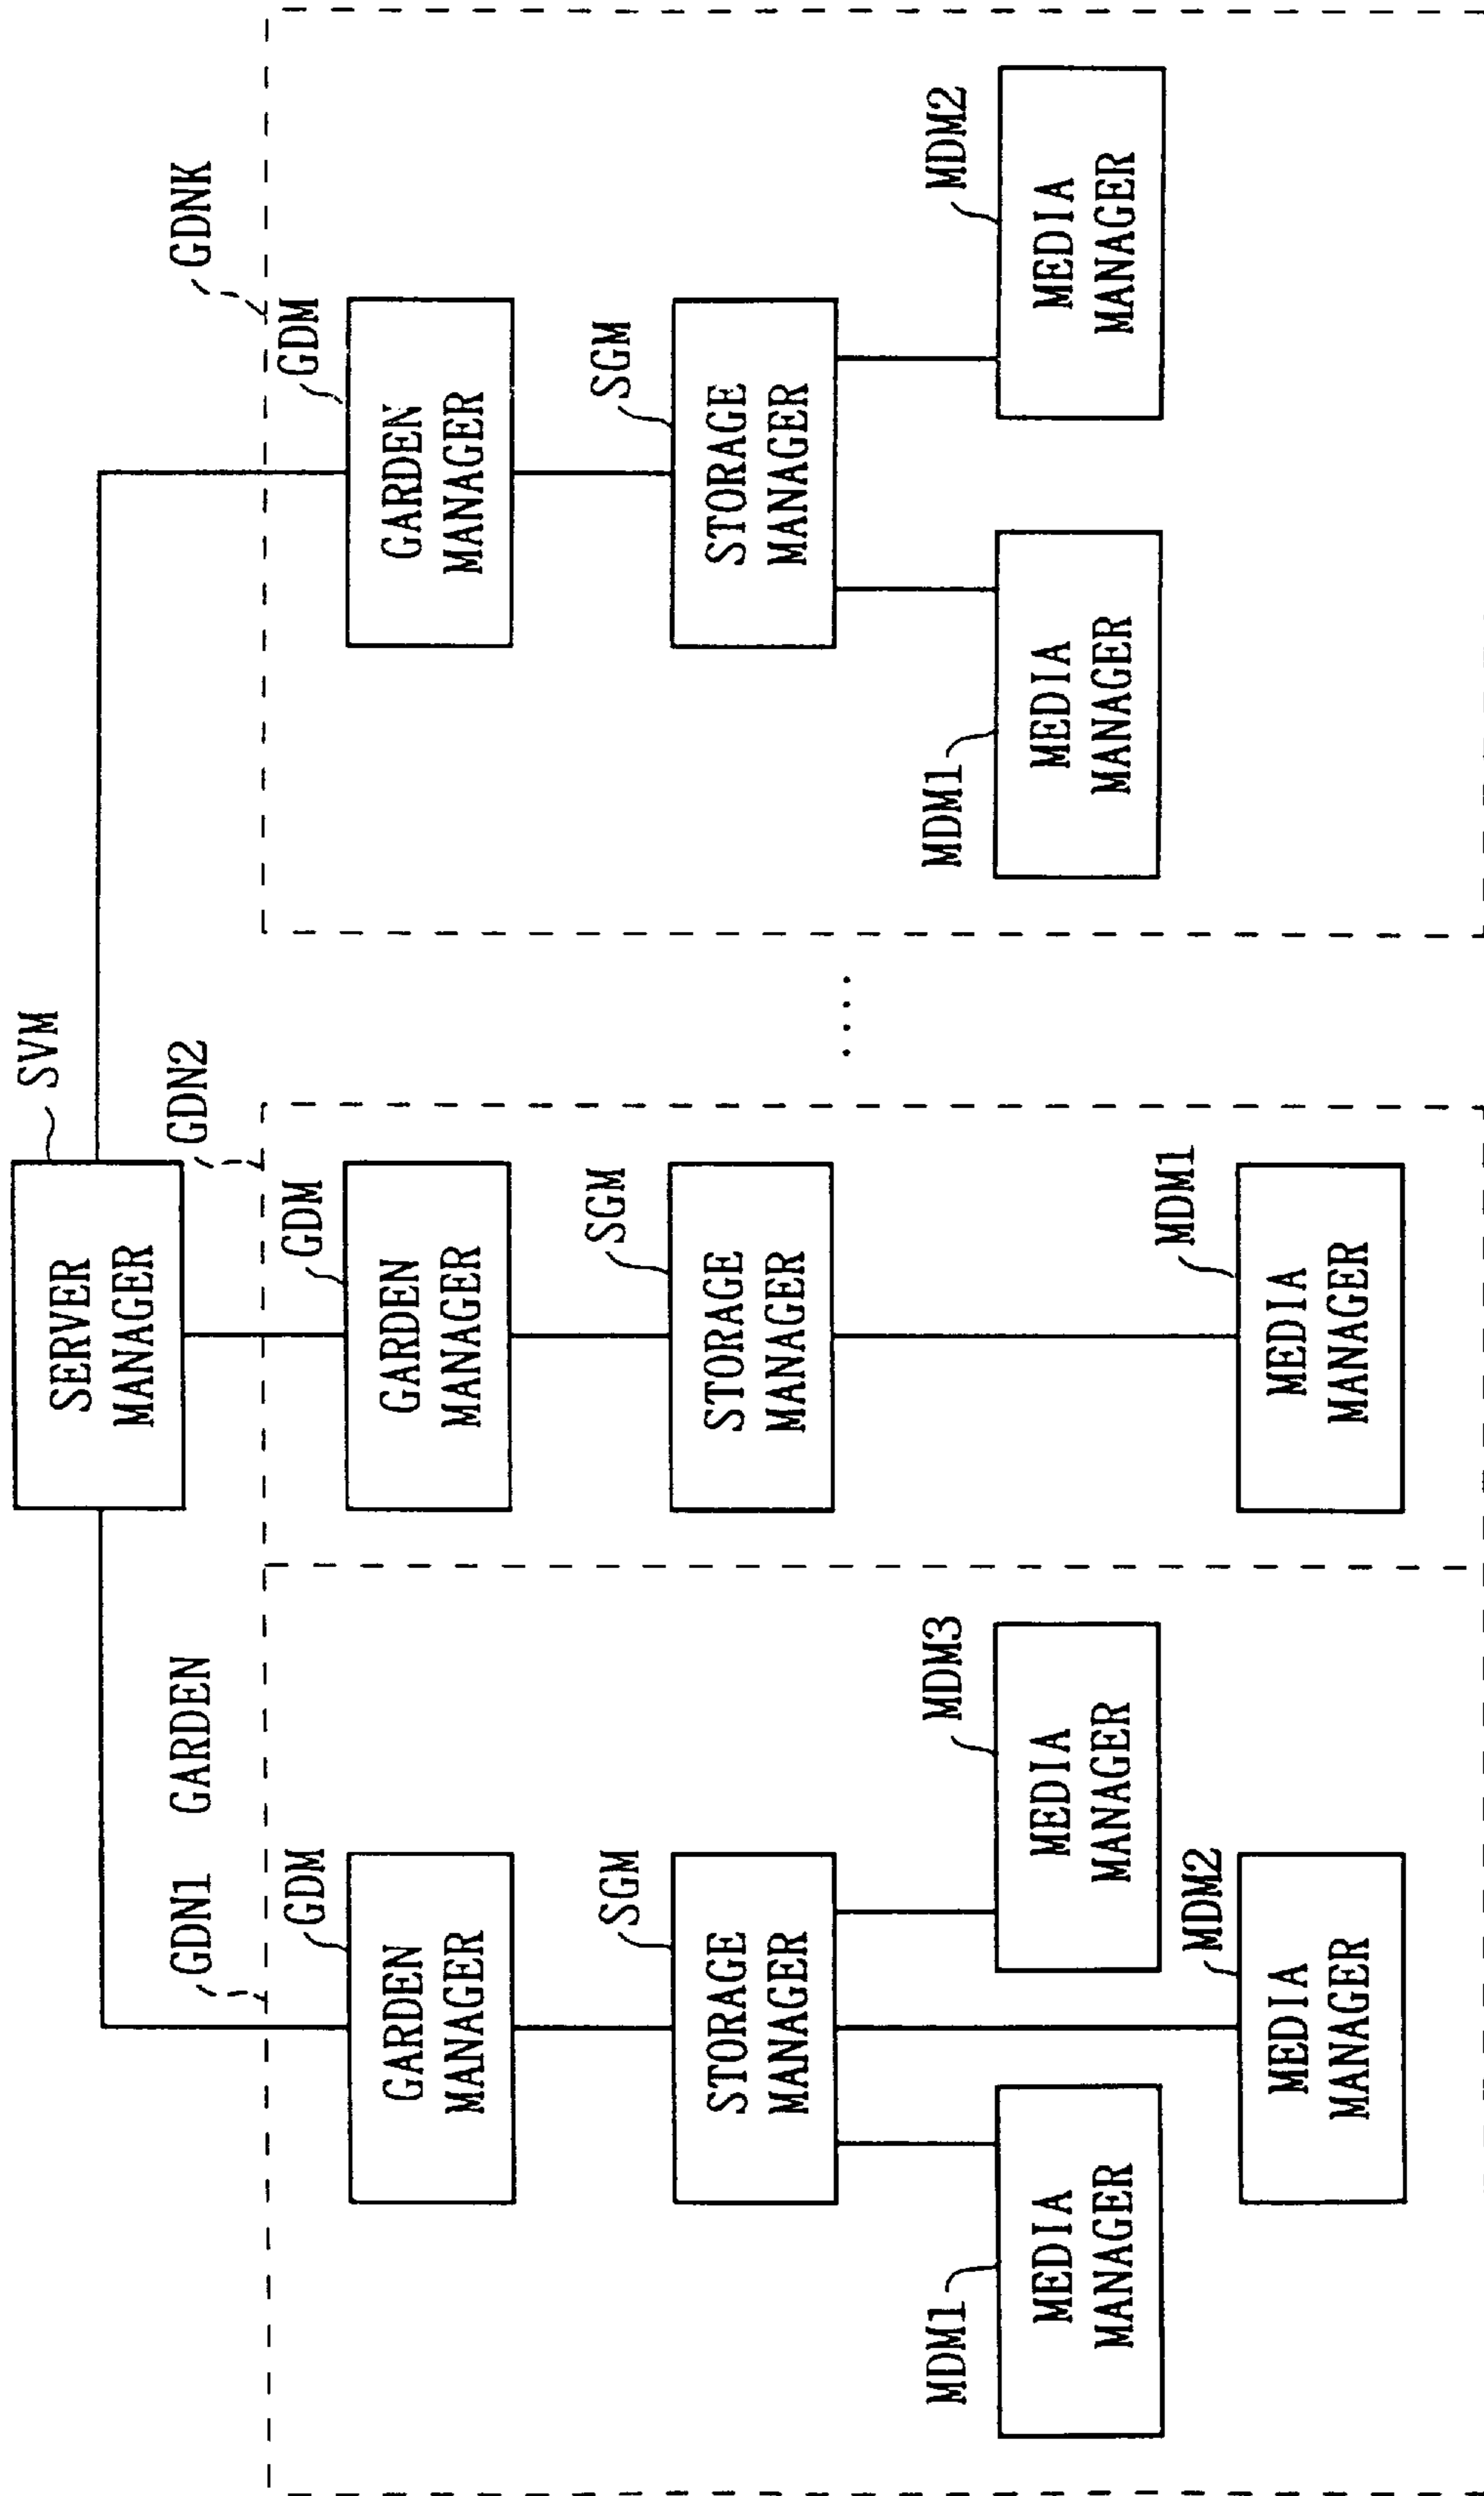 SVM
SERVER
MANAGER
GDN1
GARDEN
GDN2
GDNK
GDM
GARDEN
MANAGER
GDM
GARDEN
MANAGER
GDM
GARDEN
MANAGER
SGM
STORAGE
MANAGER
SGM
STORAGE
MANAGER
SGM
STORAGE
MANAGER
....
MDM1
MEDIA
MANAGER
MDM3
MEDIA
MANAGER
MDM1
MEDIA
MANAGER
MDM2
MEDIA
MANAGER
MDM2
MEDIA
MANAGER
MDM1
MEDIA
MANAGER